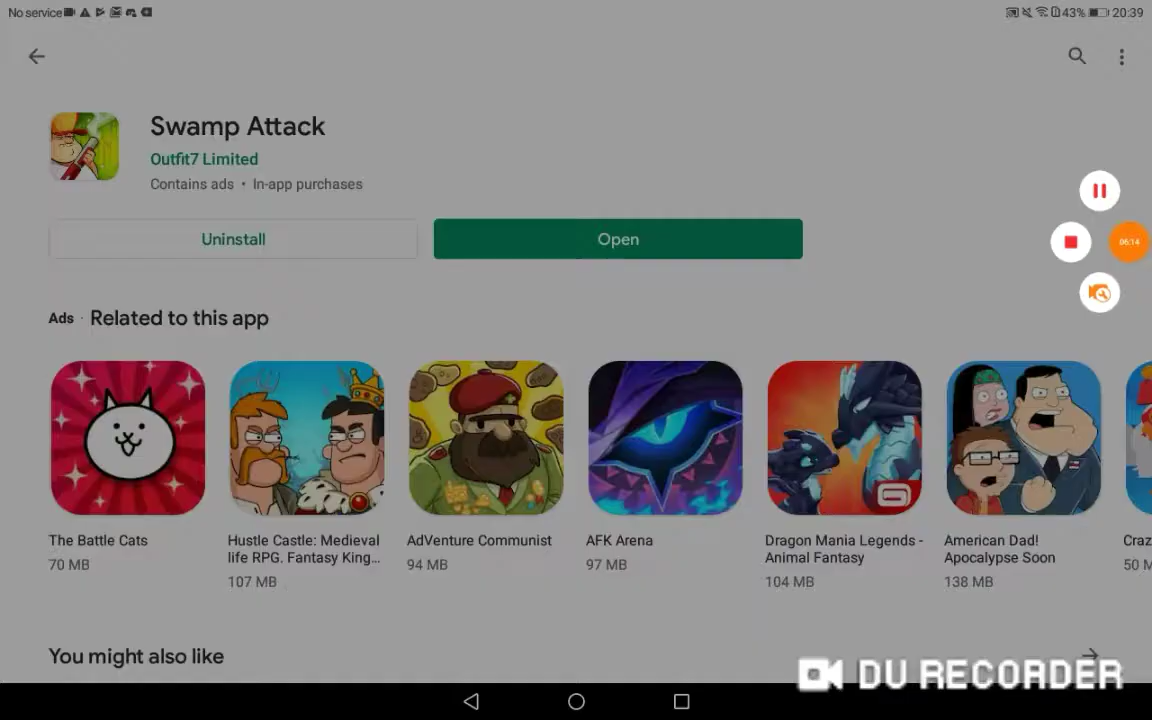 No service 43% 20:39
Swamp Attack
Outfit7 Limited
Contains ads • In-app purchases
Uninstall
Open
06:14
Ads · Related to this app
The Battle Cats
70 MB
Hustle Castle: Medieval
life RPG. Fantasy King...
107 MB
AdVenture Communist
94 MB
AFK Arena
97 MB
Dragon Mania Legends -
Animal Fantasy
104 MB
American Dad!
Apocalypse Soon
138 MB
Craz
50 M
You might also like
DU RECORDER